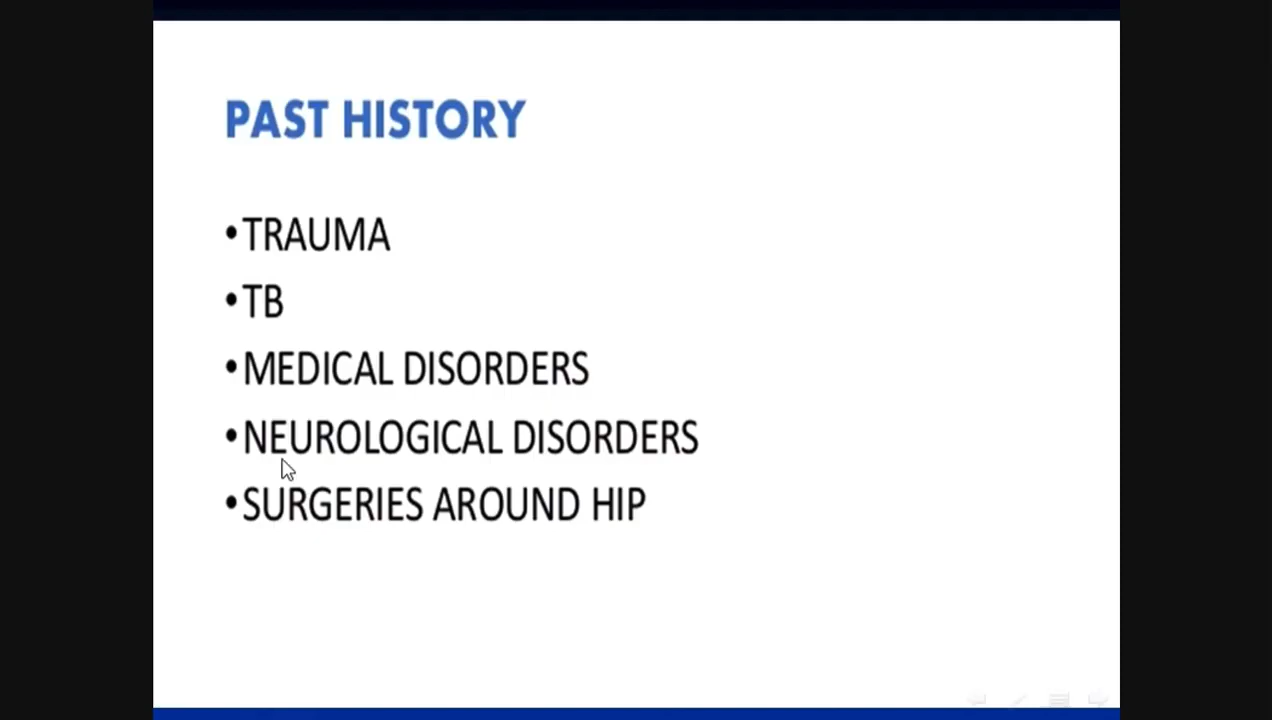 PAST HISTORY
•TRAUMA
•TB
•MEDICAL DISORDERS
•NEUROLOGICAL DISORDERS
•SURGERIES AROUND HIP